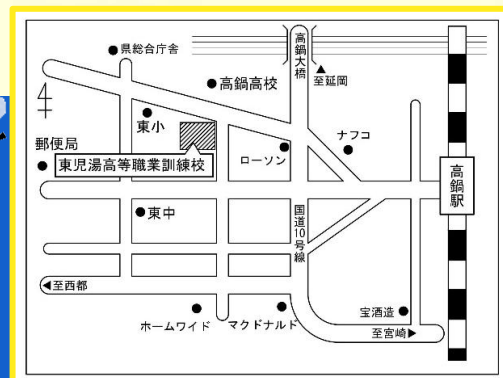 県総合庁舎
高鍋大橋
▲
至延岡
高鍋高校
東小
ナフコ
郵便局
ローソン
東児湯高等職業訓練校
高鍋駅
東中
国道10号線
◀至西都
宝酒造
ホームワイド
マクドナルド
至宮崎▶